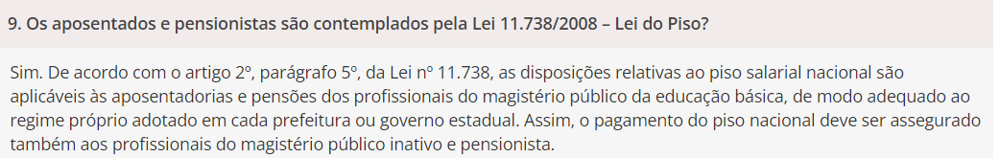 9. Os aposentados e pensionistas são contemplados pela Lei 11.738/2008 – Lei do Piso?
Sim. De acordo com o artigo 2º, parágrafo 5º, da Lei nº 11.738, as disposições relativas ao piso salarial nacional são
aplicáveis às aposentadorias e pensões dos profissionais do magistério público da educação básica, de modo adequado ao
regime próprio adotado em cada prefeitura ou governo estadual. Assim, o pagamento do piso nacional deve ser assegurado
também aos profissionais do magistério público inativo e pensionista.